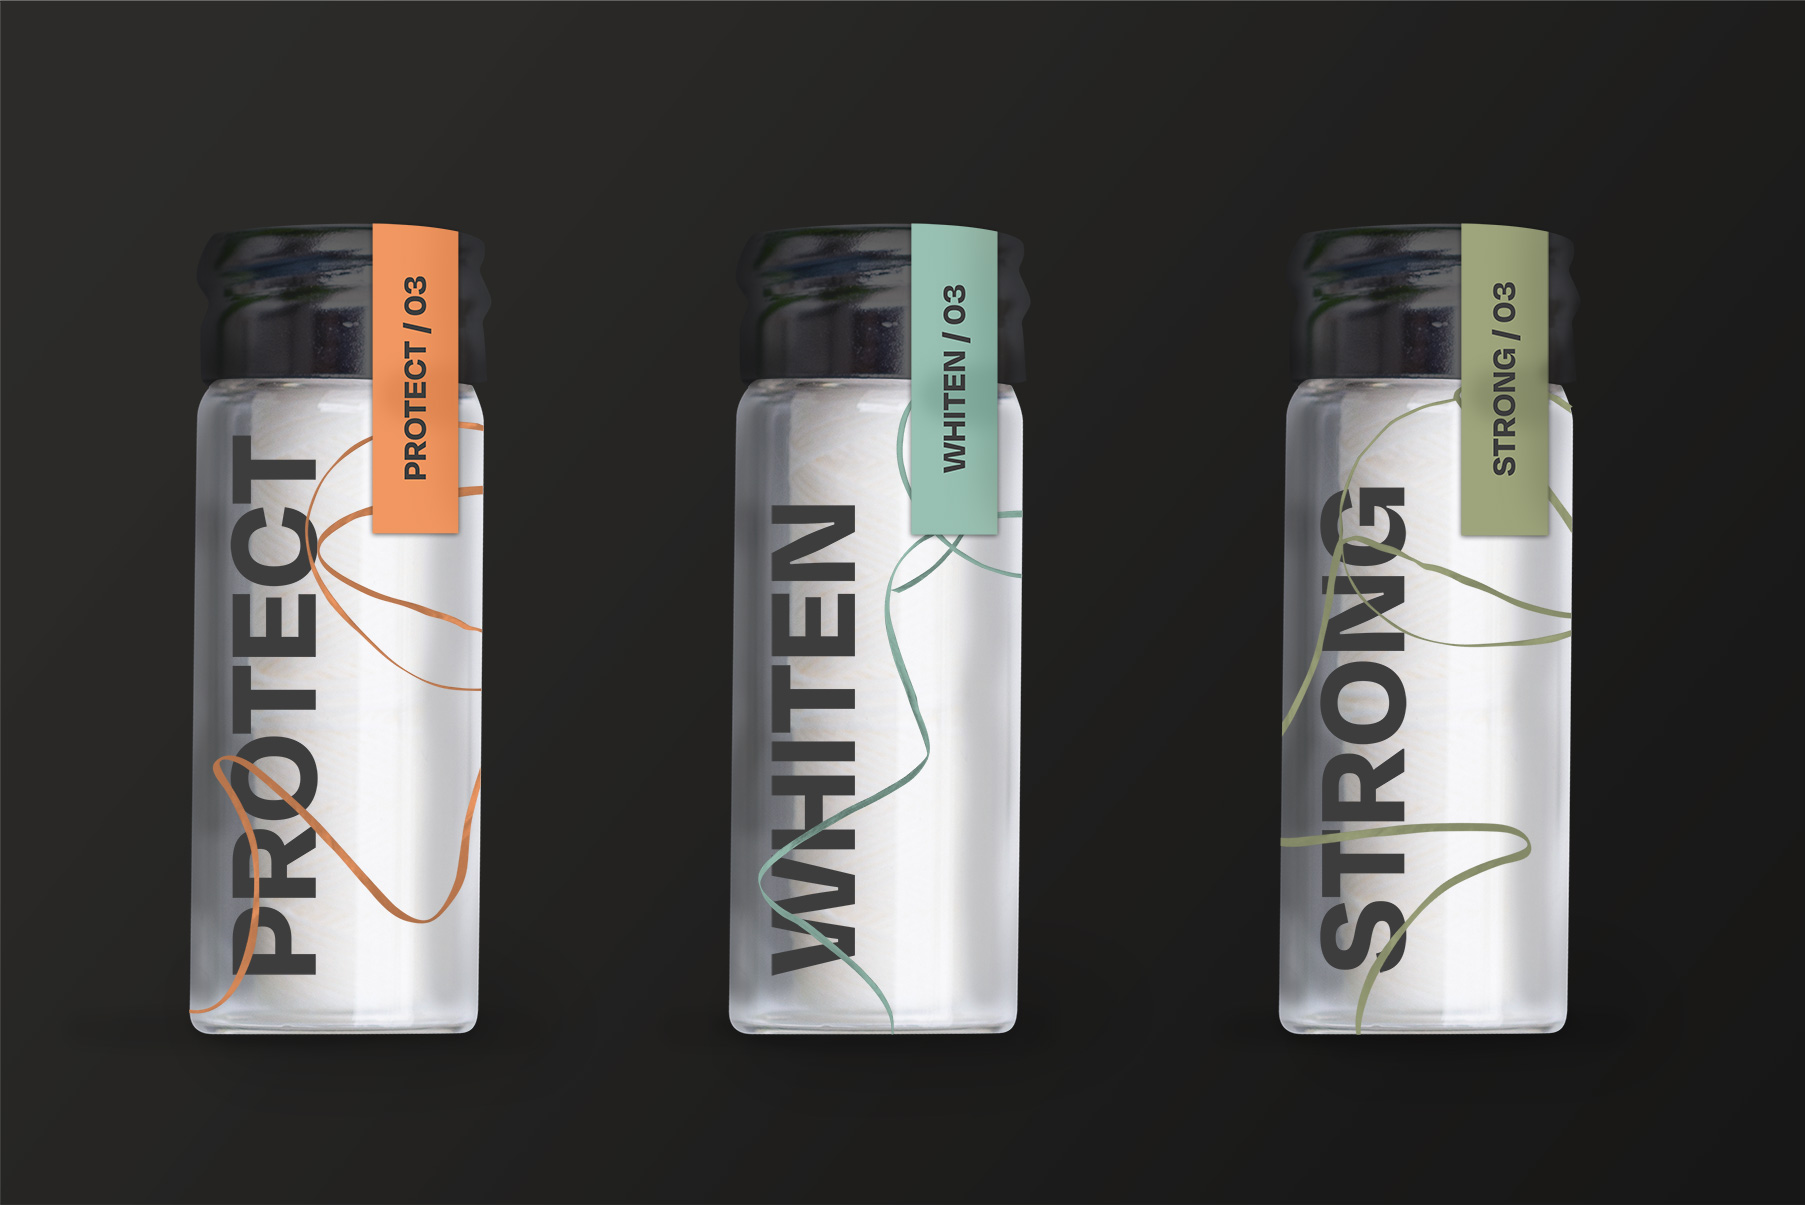 PROTECT / 03
PROTECT
WHITEN / 03
WHITEN
STRONG / 03
STRONG